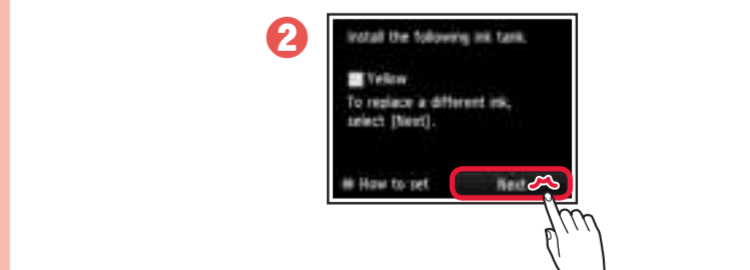 2
Install the following ink tank.
Yellow
To replace a different ink,
select [Next].
How to set
Next